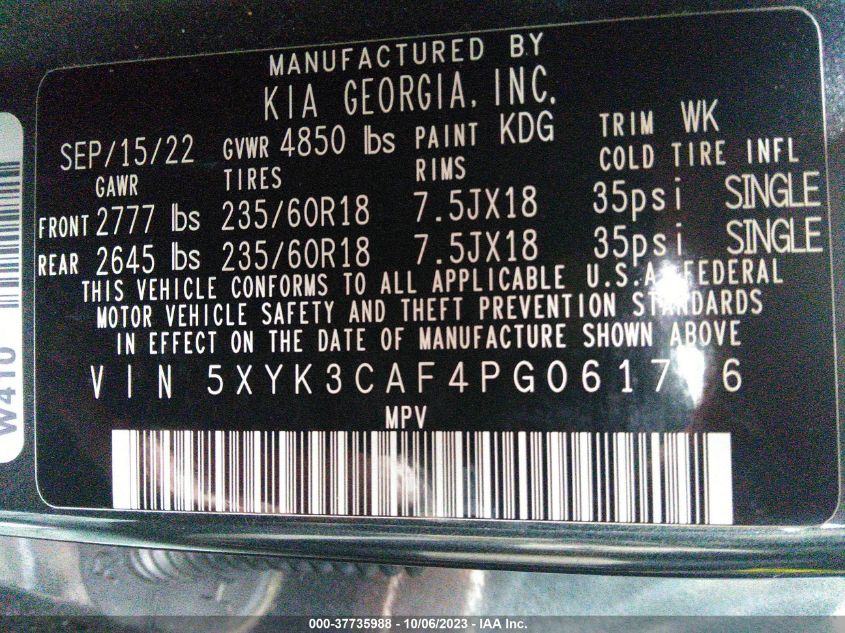 MANUFACTURED BY
KIA GEORGIA, INC.
SEP/15/22 GVWR 4850 lbs PAINT KDG TRIM WK
GAWR TIRES RIMS COLD TIRE INFL
FRONT 2777 lbs 235/60R18 7.5JX18 35psi SINGLE
REAR 2645 lbs 235/60R18 7.5JX18 35psi SINGLE
THIS VEHICLE CONFORMS TO ALL APPLICABLE U.S.A FEDERAL
MOTOR VEHICLE SAFETY AND THEFT PREVENTION STANDARDS
IN EFFECT ON THE DATE OF MANUFACTURE SHOWN ABOVE
VIN
MPV
W410
000-37735988 - 10/06/2023 - IAA Inc.